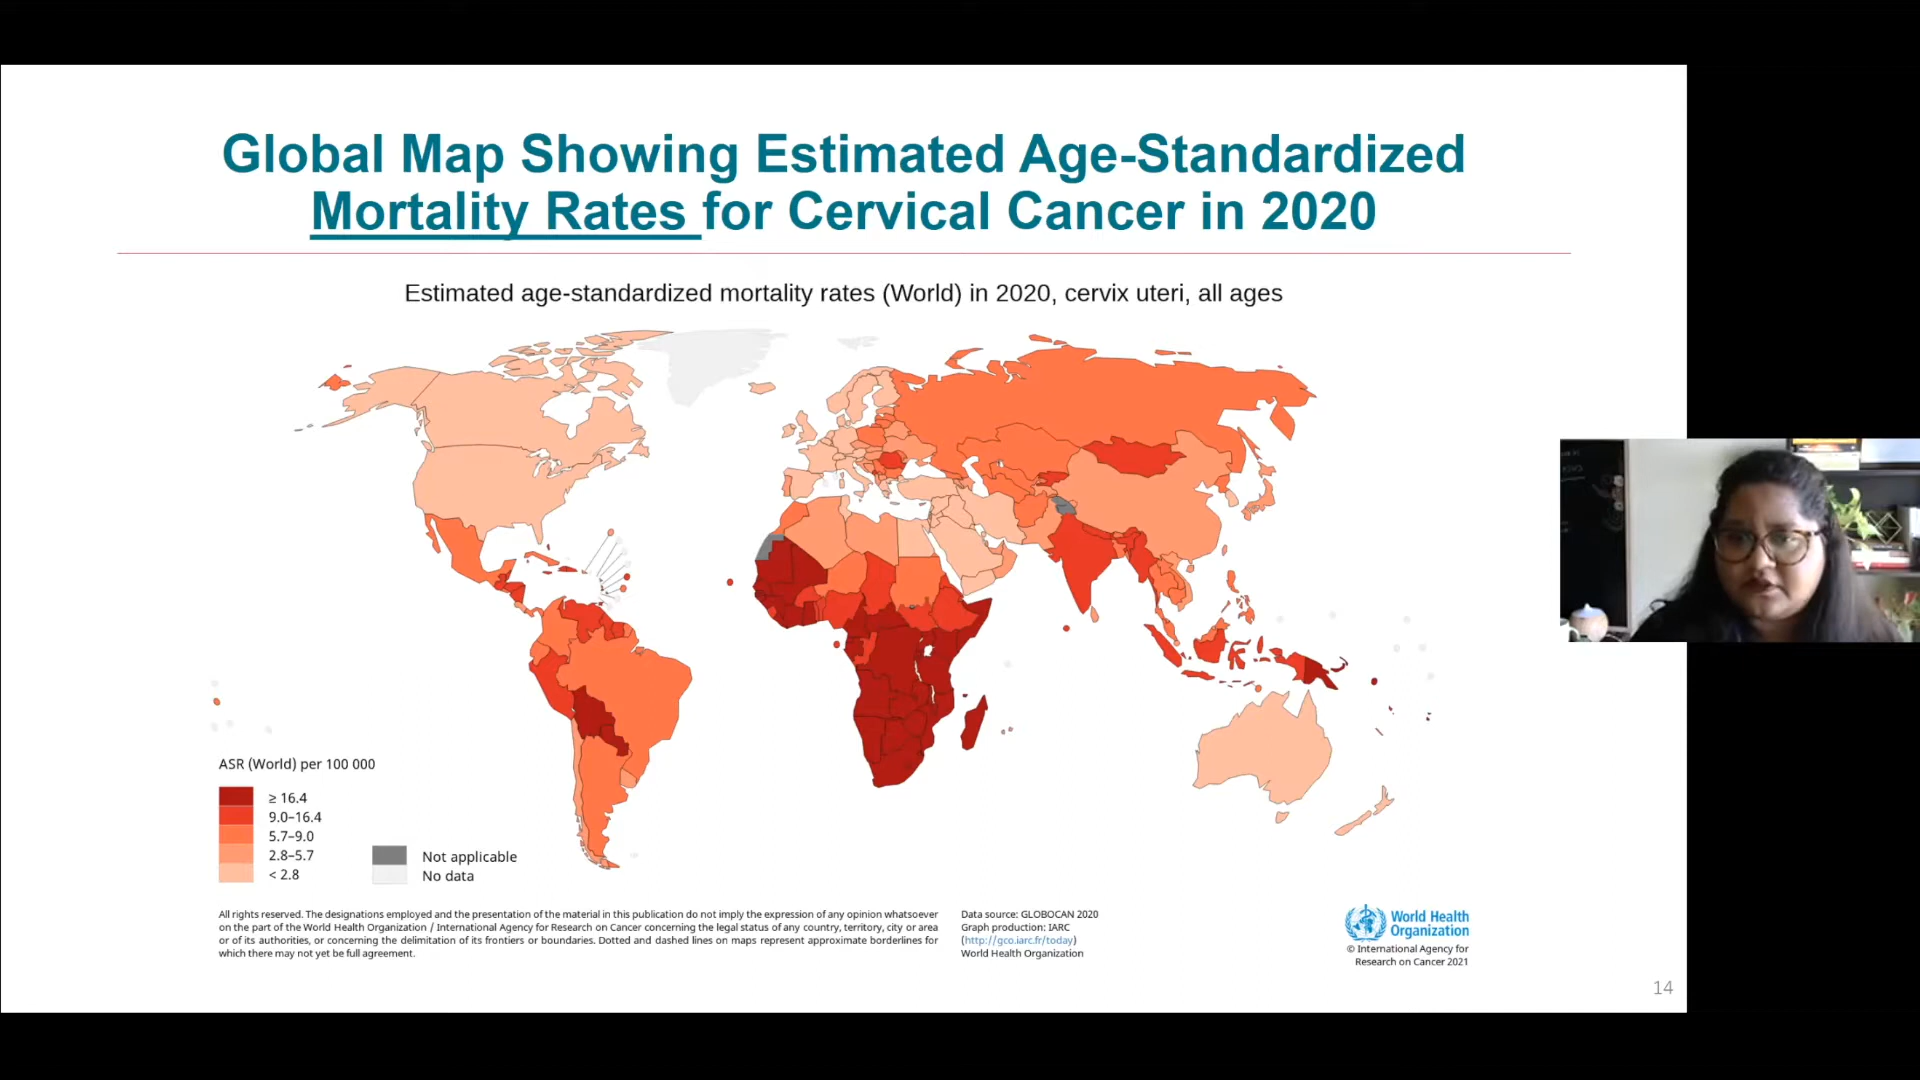 Global Map Showing Estimated Age-Standardized
Mortality Rates for Cervical Cancer in 2020
Estimated age-standardized mortality rates (World) in 2020, cervix uteri, all ages
ASR (World) per 100 000
≥ 16.4
9.0–16.4
5.7–9.0
2.8–5.7
< 2.8
Not applicable
No data
All rights reserved. The designations employed and the presentation of the material in this publication do not imply the expression of any opinion whatsoever
on the part of the World Health Organization / International Agency for Research on Cancer concerning the legal status of any country, territory, city or area
or of its authorities, or concerning the delimitation of its frontiers or boundaries. Dotted and dashed lines on maps represent approximate borderlines for
which there may not yet be full agreement.
Data source: GLOBOCAN 2020
Graph production: IARC
(http://gco.iarc.fr/today)
World Health Organization
World Health
Organization
© International Agency for
Research on Cancer 2021
14